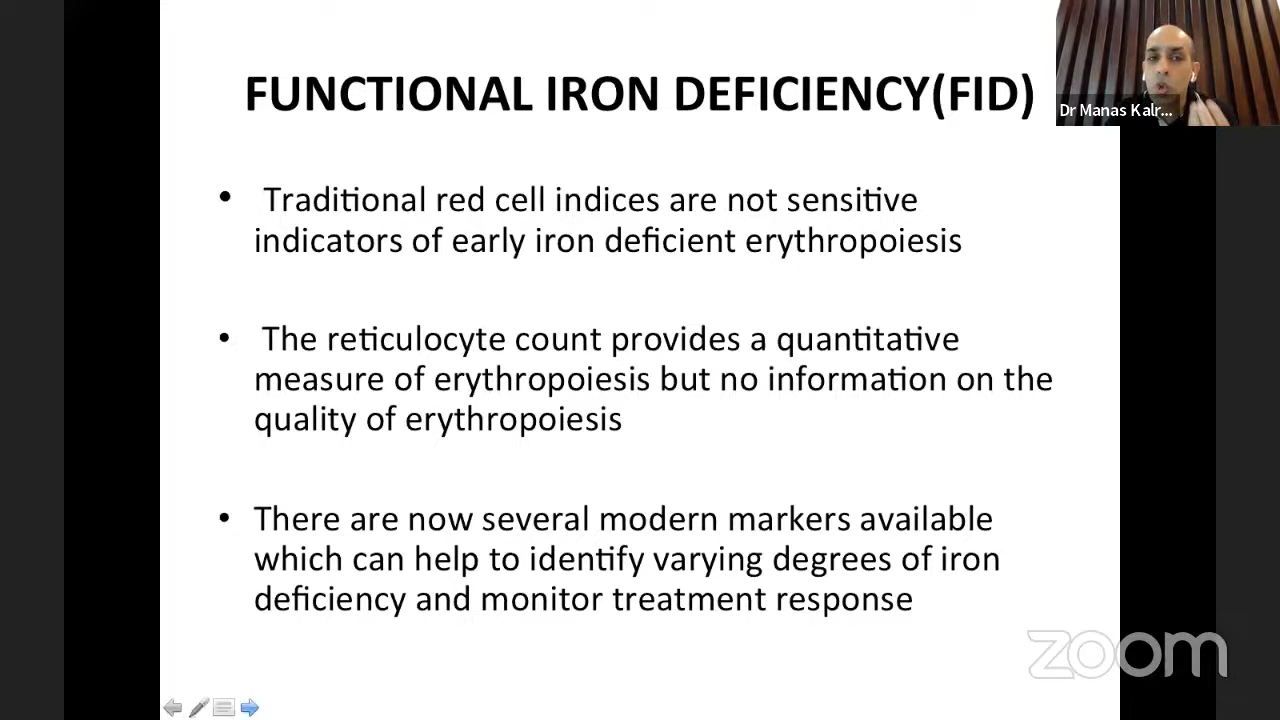 FUNCTIONAL IRON DEFICIENCY(FID)
Dr Manas Kalr...
• Traditional red cell indices are not sensitive
indicators of early iron deficient erythropoiesis
• The reticulocyte count provides a quantitative
measure of erythropoiesis but no information on the
quality of erythropoiesis
• There are now several modern markers available
which can help to identify varying degrees of iron
deficiency and monitor treatment response
zoom